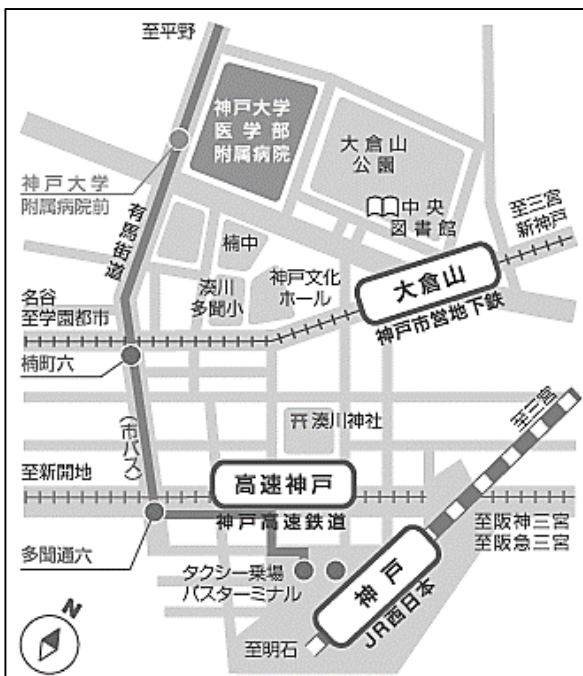 至平野
神戸大学
医学部
附属病院
大倉山
公園
神戸大学
附属病院前
中央
図書館
至三宮
新神戸
有馬街道
楠中
湊川
多聞小
神戸文化
ホール
大倉山
神戸市営地下鉄
名谷
至学園都市
楠町六
至三宮
(市バス)
湊川神社
至新開地
高速神戸
神戸高速鉄道
至阪神三宮
至阪急三宮
多聞通六
タクシー乗場
バスターミナル
神戸
JR西日本
至明石
N